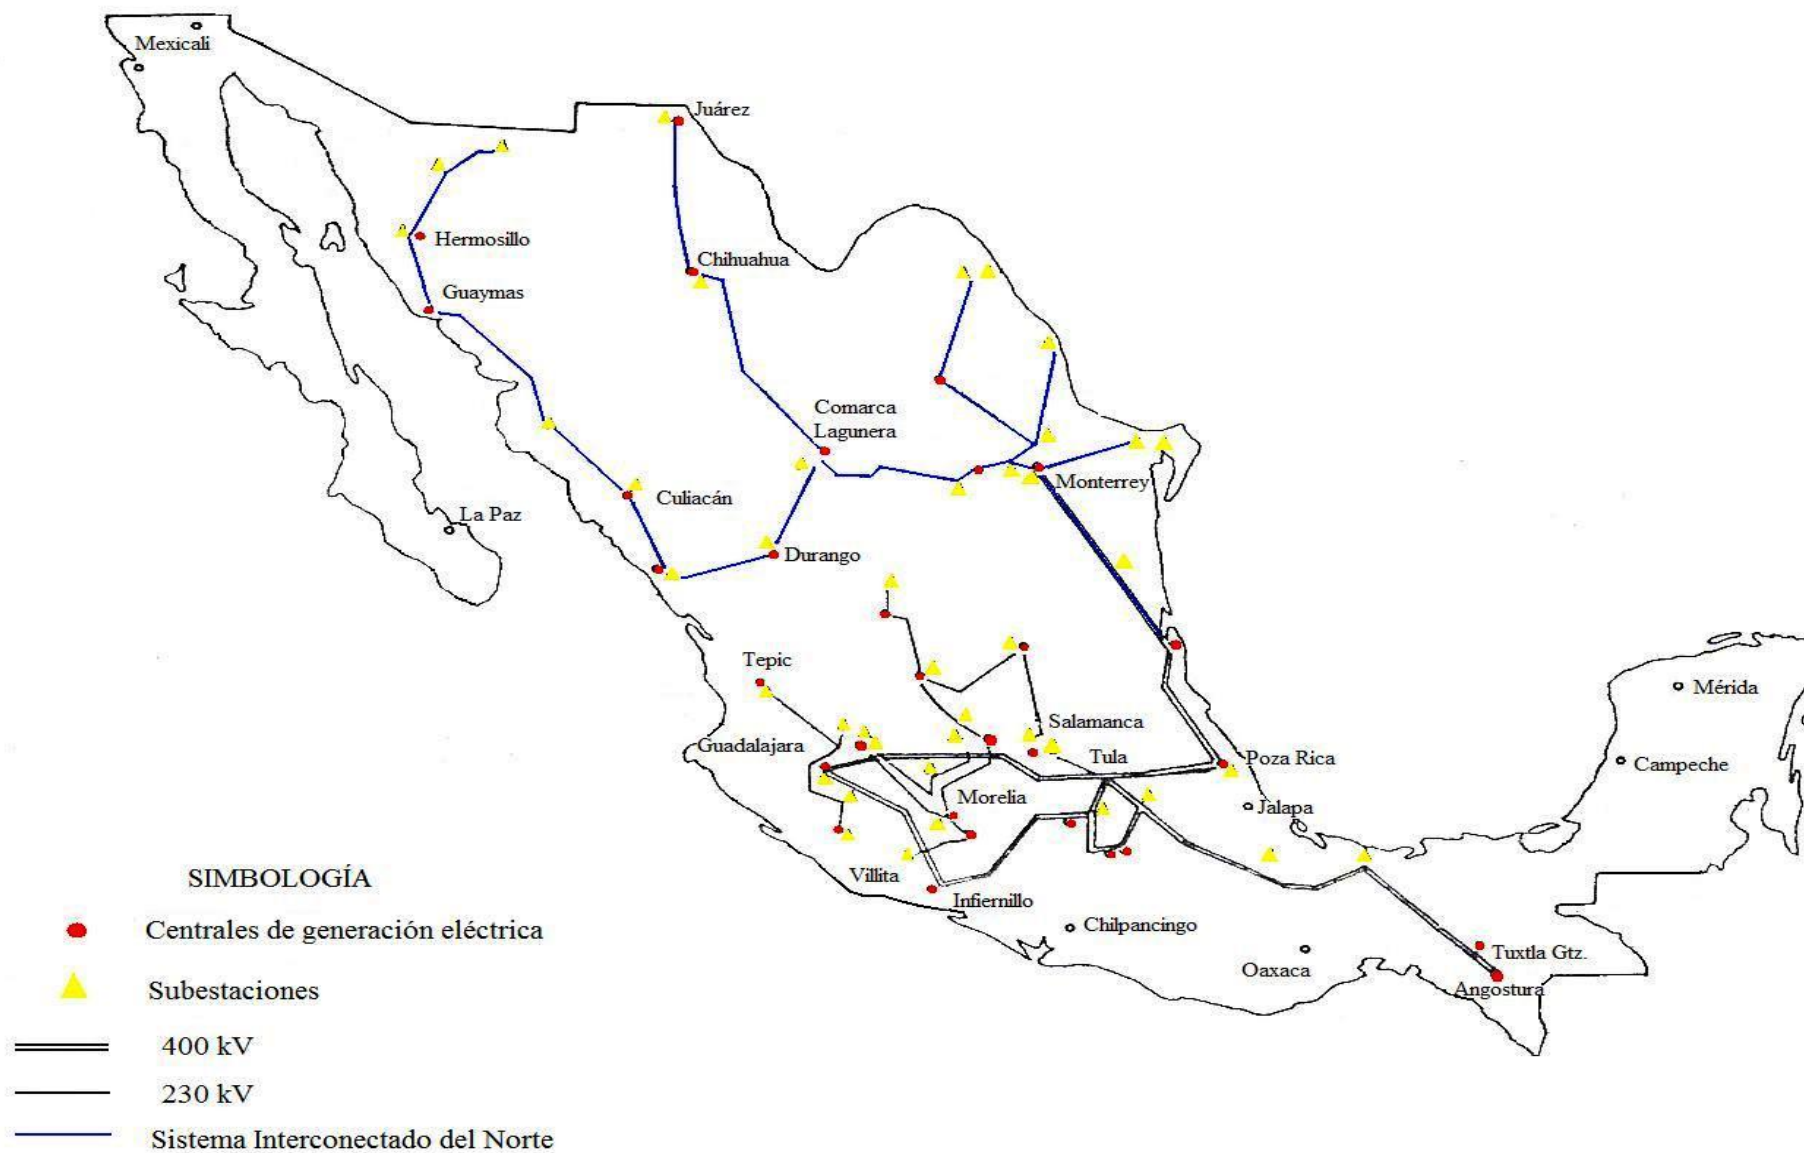 Mexicali
Juárez
Hermosillo
Chihuahua
Guaymas
Comarca
Lagunera
Monterrey
Culiacán
La Paz
Durango
Tepic
Mérida
Salamanca
Guadalajara
Tula
Poza Rica
Campeche
Morelia
Jalapa
Villita
Infiernillo
Chilpancingo
Oaxaca
Tuxtla Gtz.
Angostura
SIMBOLOGÍA
Centrales de generación eléctrica
Subestaciones
400 kV
230 kV
Sistema Interconectado del Norte